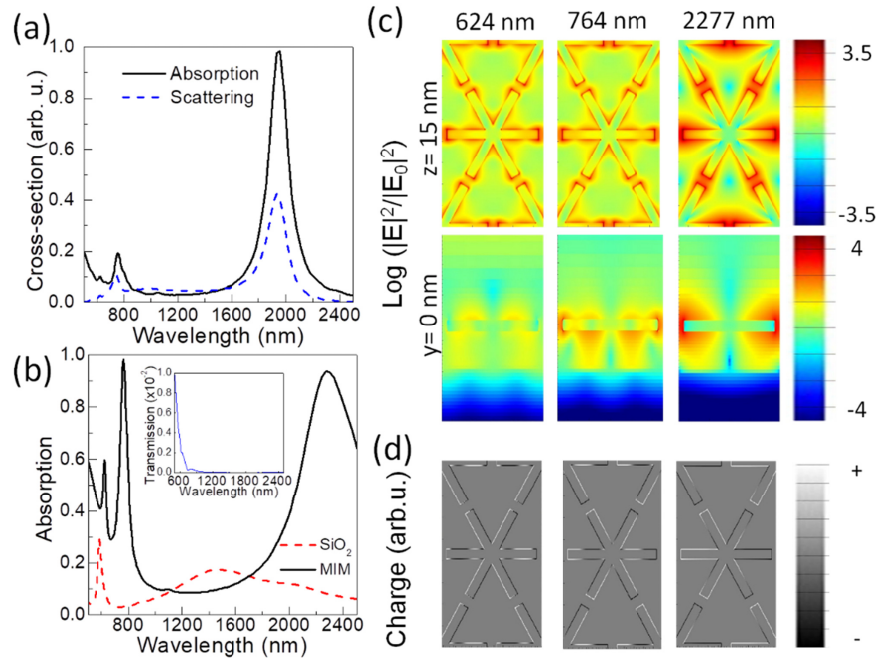 (a)
1.0
0.8
0.6
0.4
0.2
0.0
Cross-section (arb. u.)
Absorption
Scattering
800 1200 1600 2000 2400
Wavelength (nm)
(b)
1.0
0.8
0.6
0.4
0.2
0.0
Absorption
1.0
0.8
0.6
0.4
0.2
0.0
Transmission (x10⁻²)
600 1200 1800 2400
Wavelength (nm)
SiO₂
MIM
800 1200 1600 2000 2400
Wavelength (nm)
(c)
624 nm 764 nm 2277 nm
Log (|E|²/|E₀|²)
z= 15 nm
3.5
-3.5
y= 0 nm
4
-4
(d)
Charge (arb.u.)
+
-